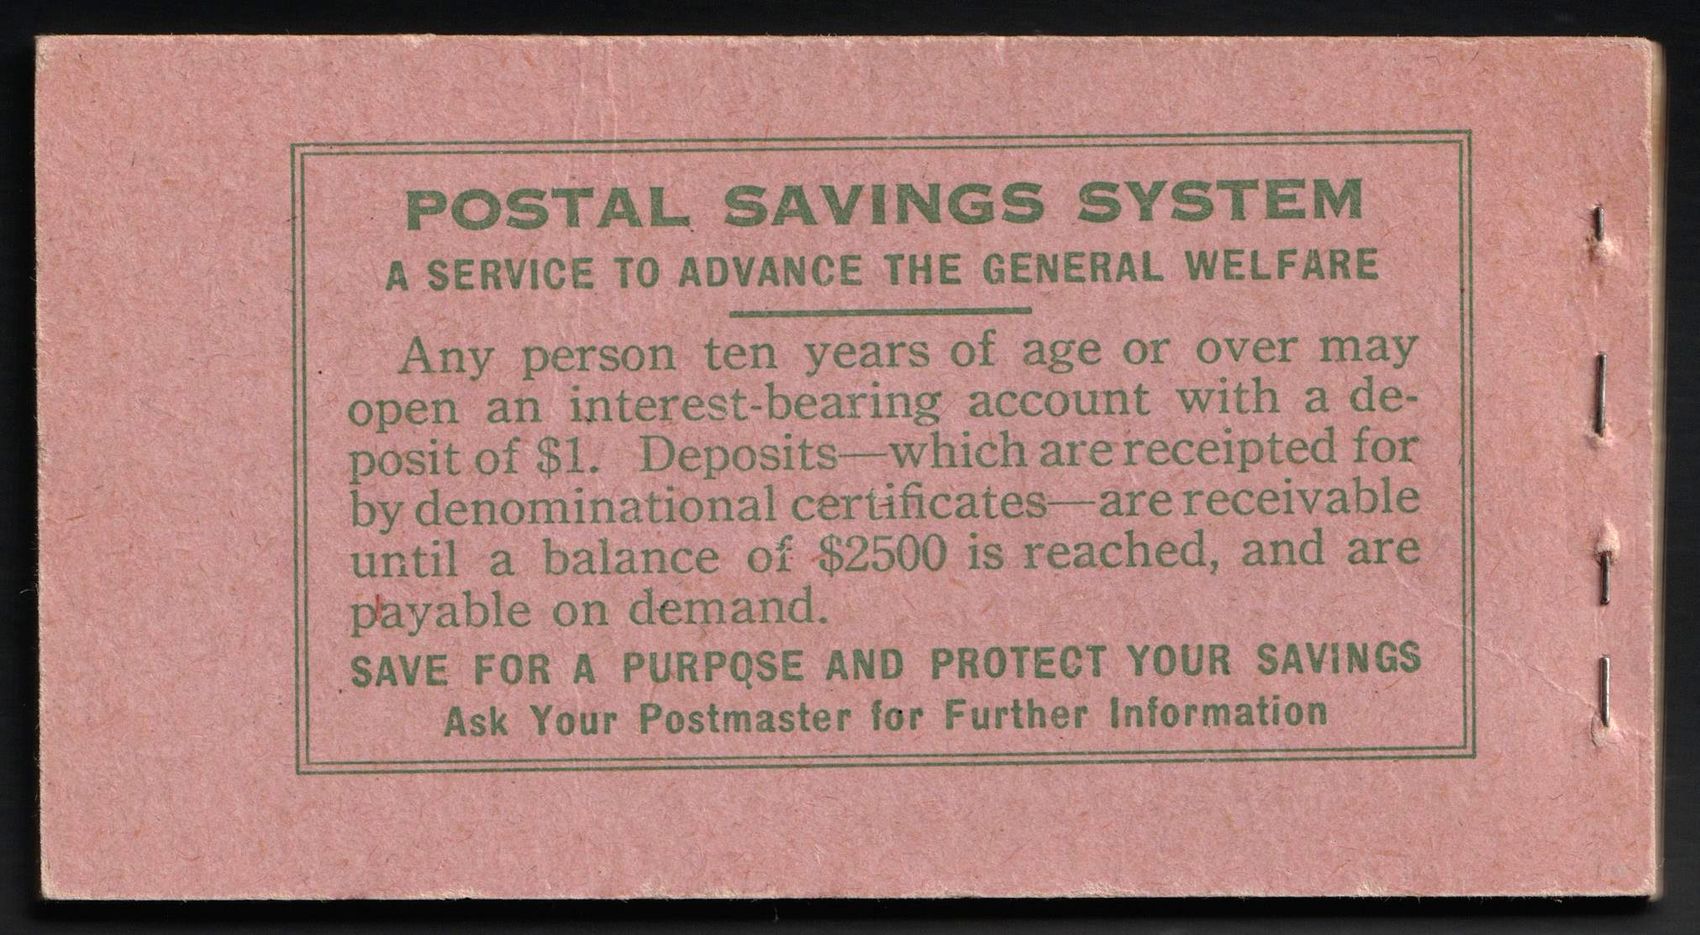 POSTAL SAVINGS SYSTEM
A SERVICE TO ADVANCE THE GENERAL WELFARE
Any person ten years of age or over may
open an interest-bearing account with a de-
posit of $1. Deposits—which are receipted for
by denominational certificates—are receivable
until a balance of $2500 is reached, and are
payable on demand.
SAVE FOR A PURPOSE AND PROTECT YOUR SAVINGS
Ask Your Postmaster for Further Information